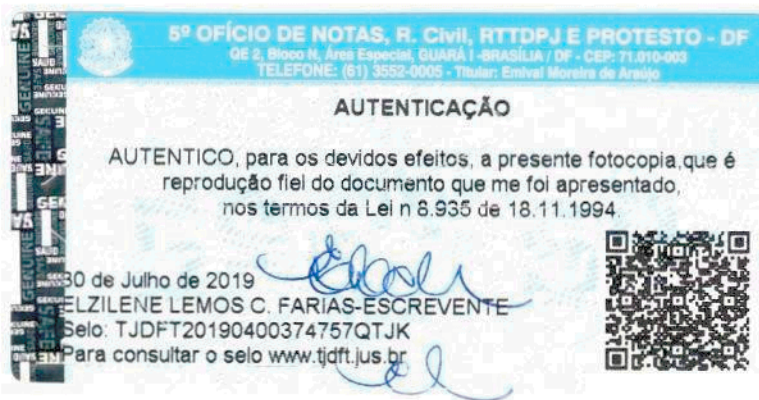 5º OFÍCIO DE NOTAS, R. Civil, RTTDPJ E PROTESTO - DF
QE 2, Bloco N, Área Especial, GUARÁ I -BRASÍLIA / DF - CEP: 71.010-003
TELEFONE: (61) 3552-0005 - Titular: Emival Moreira de Araújo
AUTENTICAÇÃO
AUTENTICO, para os devidos efeitos, a presente fotocopia,que é
reprodução fiel do documento que me foi apresentado,
nos termos da Lei n 8.935 de 18.11.1994.
30 de Julho de 2019
ELZILENE LEMOS C. FARIAS-ESCREVENTE
Selo: TJDFT20190400374757QTJK
Para consultar o selo www.tjdft.jus.br